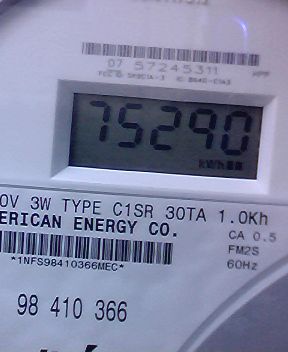 07 57245311
75290
kWh
0V 3W TYPE C1SR 30TA 1.0Kh
ERICAN ENERGY CO.
CA 0.5
FM2S
60Hz
*1NFS98410366MEC*
98 410 366